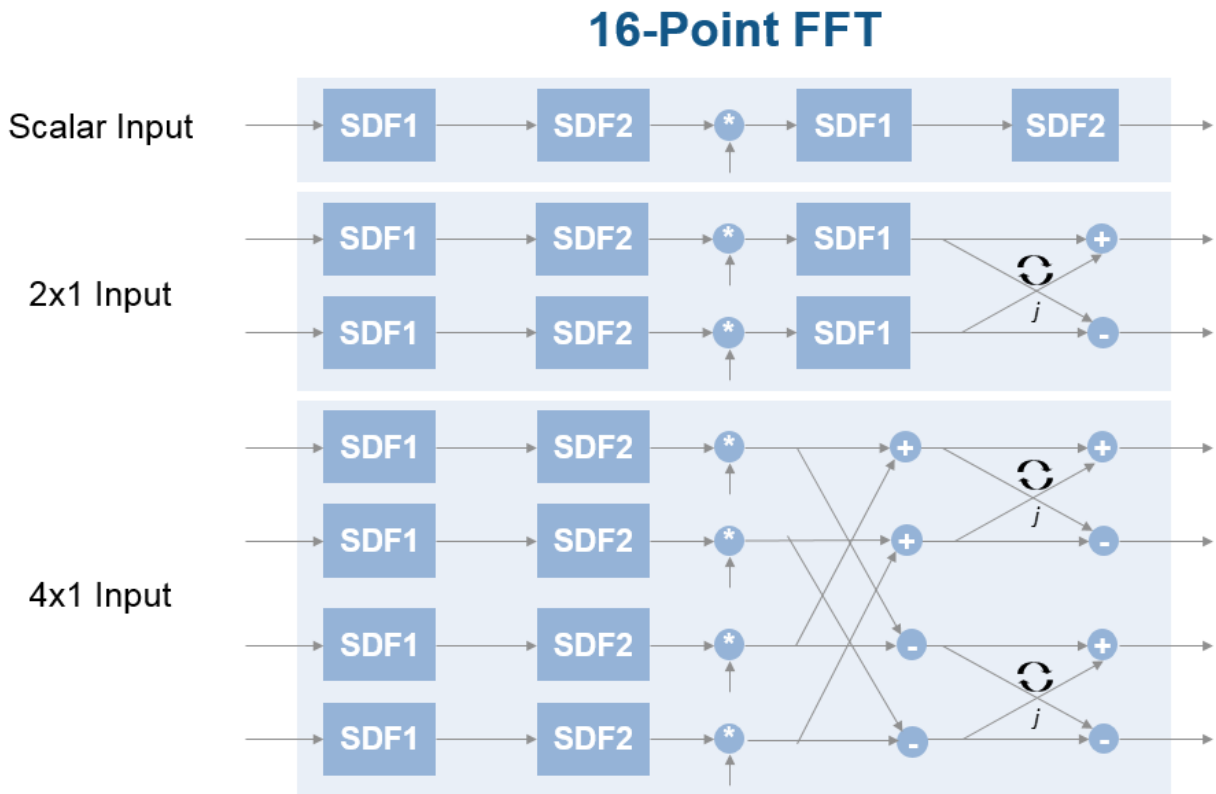 16-Point FFT
Scalar Input
SDF1 SDF2 * SDF1 SDF2
2x1 Input
SDF1 SDF2 * SDF1 +
j
SDF1 SDF2 * SDF1 -
4x1 Input
SDF1 SDF2 * + +
j
SDF1 SDF2 * + -
SDF1 SDF2 * - +
j
SDF1 SDF2 * - -